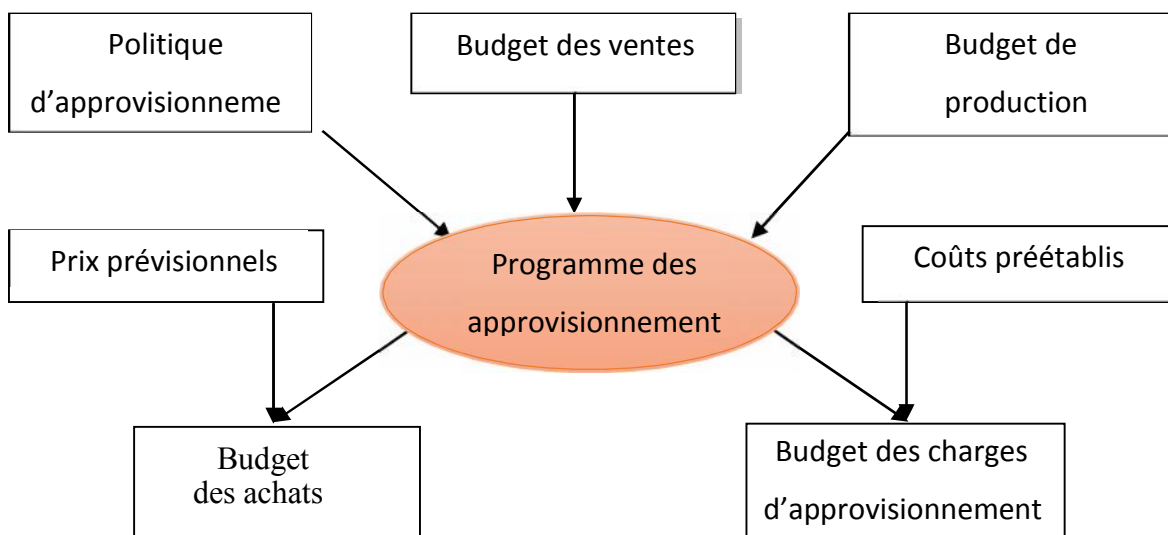 Politique
d’approvisionneme
Budget des ventes
Budget de
production
Prix prévisionnels
Programme des
approvisionnement
Coûts préétablis
Budget
des achats
Budget des charges
d’approvisionnement